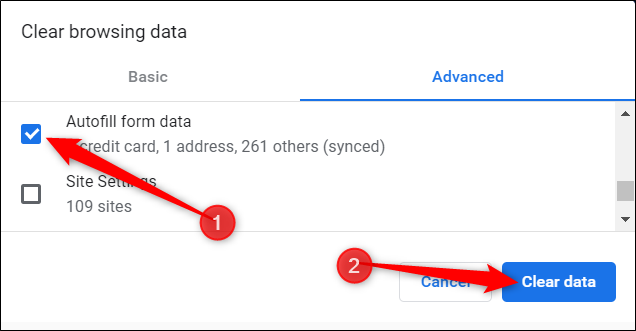 Clear browsing data
Basic
Advanced
Autofill form data
credit card, 1 address, 261 others (synced)
Site Settings
109 sites
1
2
Cancel
Clear data